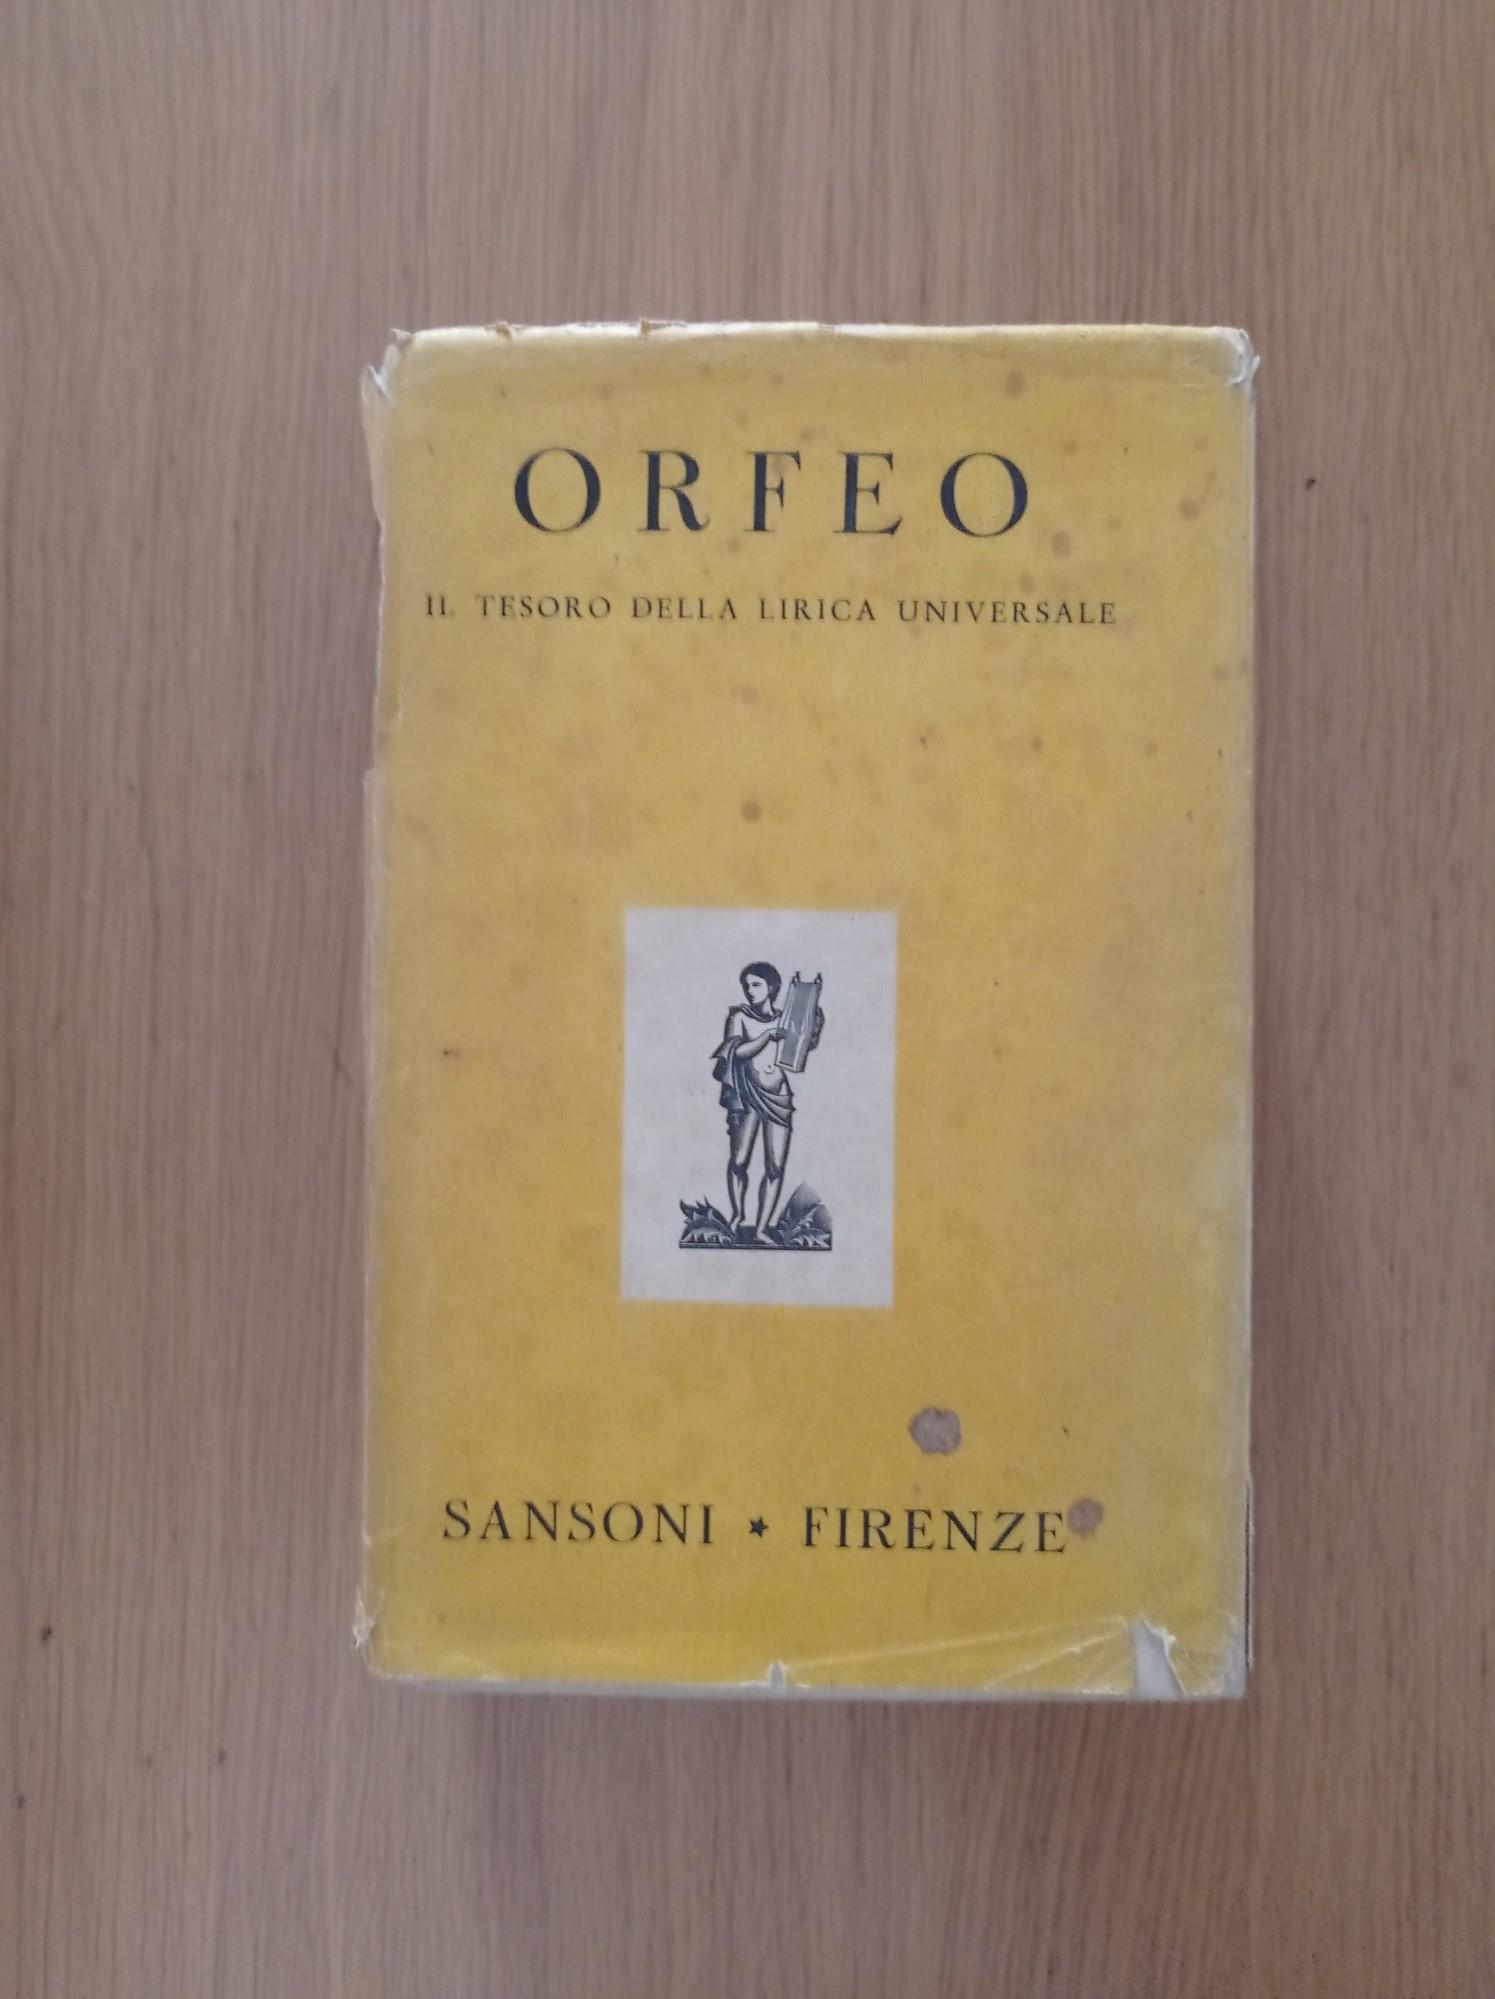 ORFEO
IL TESORO DELLA LIRICA UNIVERSALE
SANSONI ★ FIRENZE